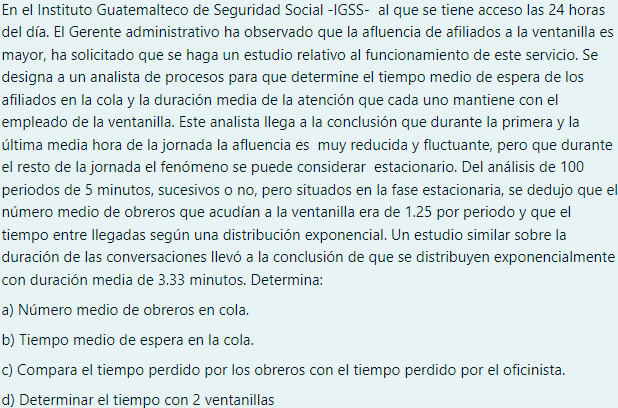 En el Instituto Guatemalteco de Seguridad Social -IGSS-  al que se tiene acceso las 24 horas
del día. El Gerente administrativo ha observado que la afluencia de afiliados a la ventanilla es
mayor, ha solicitado que se haga un estudio relativo al funcionamiento de este servicio. Se
designa a un analista de procesos para que determine el tiempo medio de espera de los
afiliados en la cola y la duración media de la atención que cada uno mantiene con el
empleado de la ventanilla. Este analista llega a la conclusión que durante la primera y la
última media hora de la jornada la afluencia es  muy reducida y fluctuante, pero que durante
el resto de la jornada el fenómeno se puede considerar  estacionario. Del análisis de 100
periodos de 5 minutos, sucesivos o no, pero situados en la fase estacionaria, se dedujo que el
número medio de obreros que acudían a la ventanilla era de 1.25 por periodo y que el
tiempo entre llegadas según una distribución exponencial. Un estudio similar sobre la
duración de las conversaciones llevó a la conclusión de que se distribuyen exponencialmente
con duración media de 3.33 minutos. Determina:
a) Número medio de obreros en cola.
b) Tiempo medio de espera en la cola.
c) Compara el tiempo perdido por los obreros con el tiempo perdido por el oficinista.
d) Determinar el tiempo con 2 ventanillas